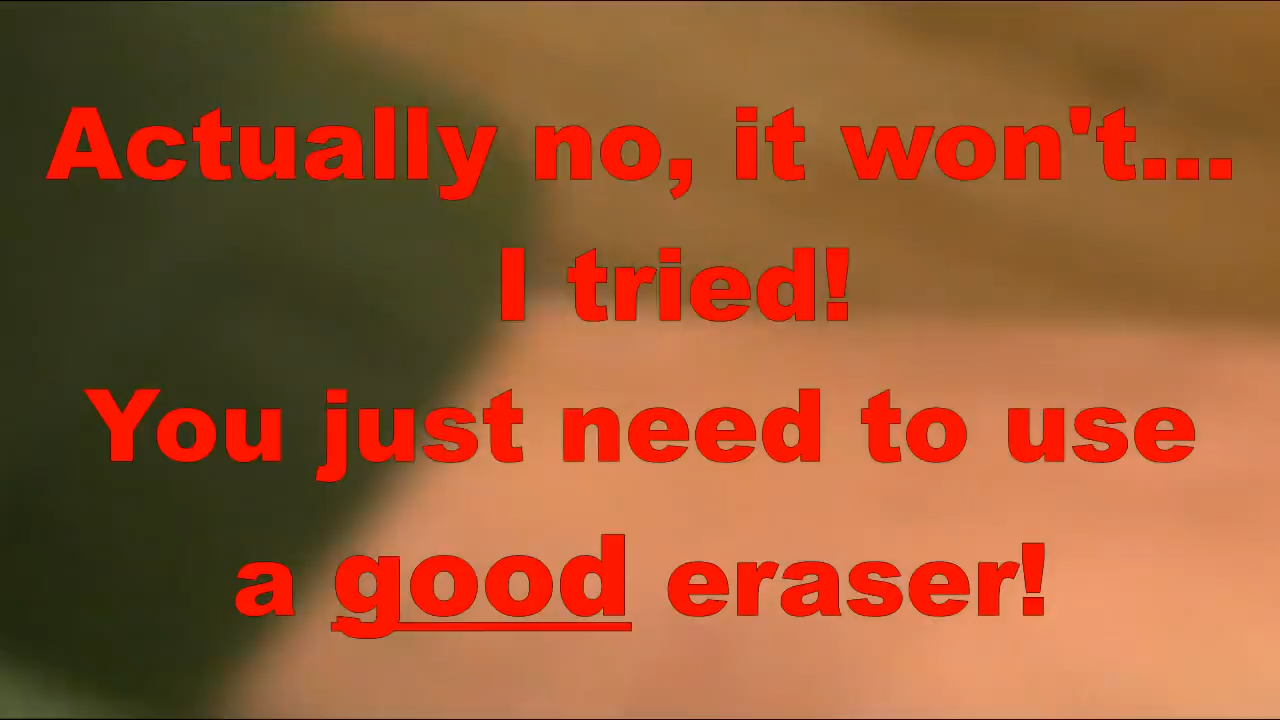 Actually no, it won't...
I tried!
You just need to use
a good eraser!